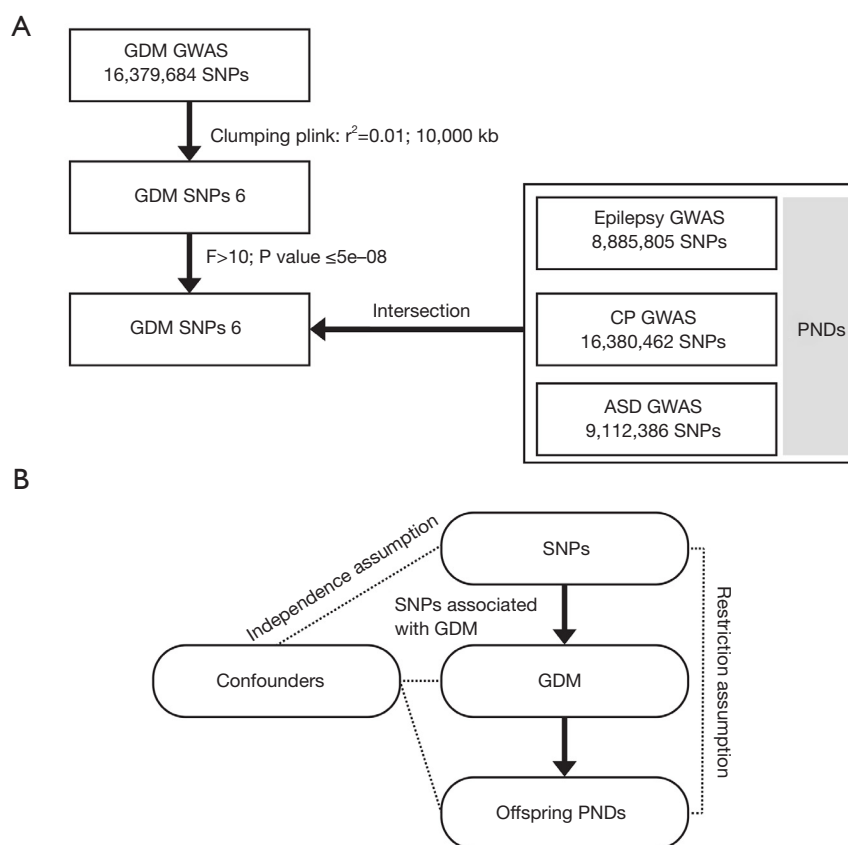 A
GDM GWAS
16,379,684 SNPs
Clumping plink: r²=0.01; 10,000 kb
GDM SNPs 6
F>10; P value ≤5e–08
GDM SNPs 6
Intersection
Epilepsy GWAS
8,885,805 SNPs
CP GWAS
16,380,462 SNPs
ASD GWAS
9,112,386 SNPs
PNDs
B
Independence assumption
SNPs
SNPs associated
with GDM
Restriction assumption
Confounders
GDM
Offspring PNDs